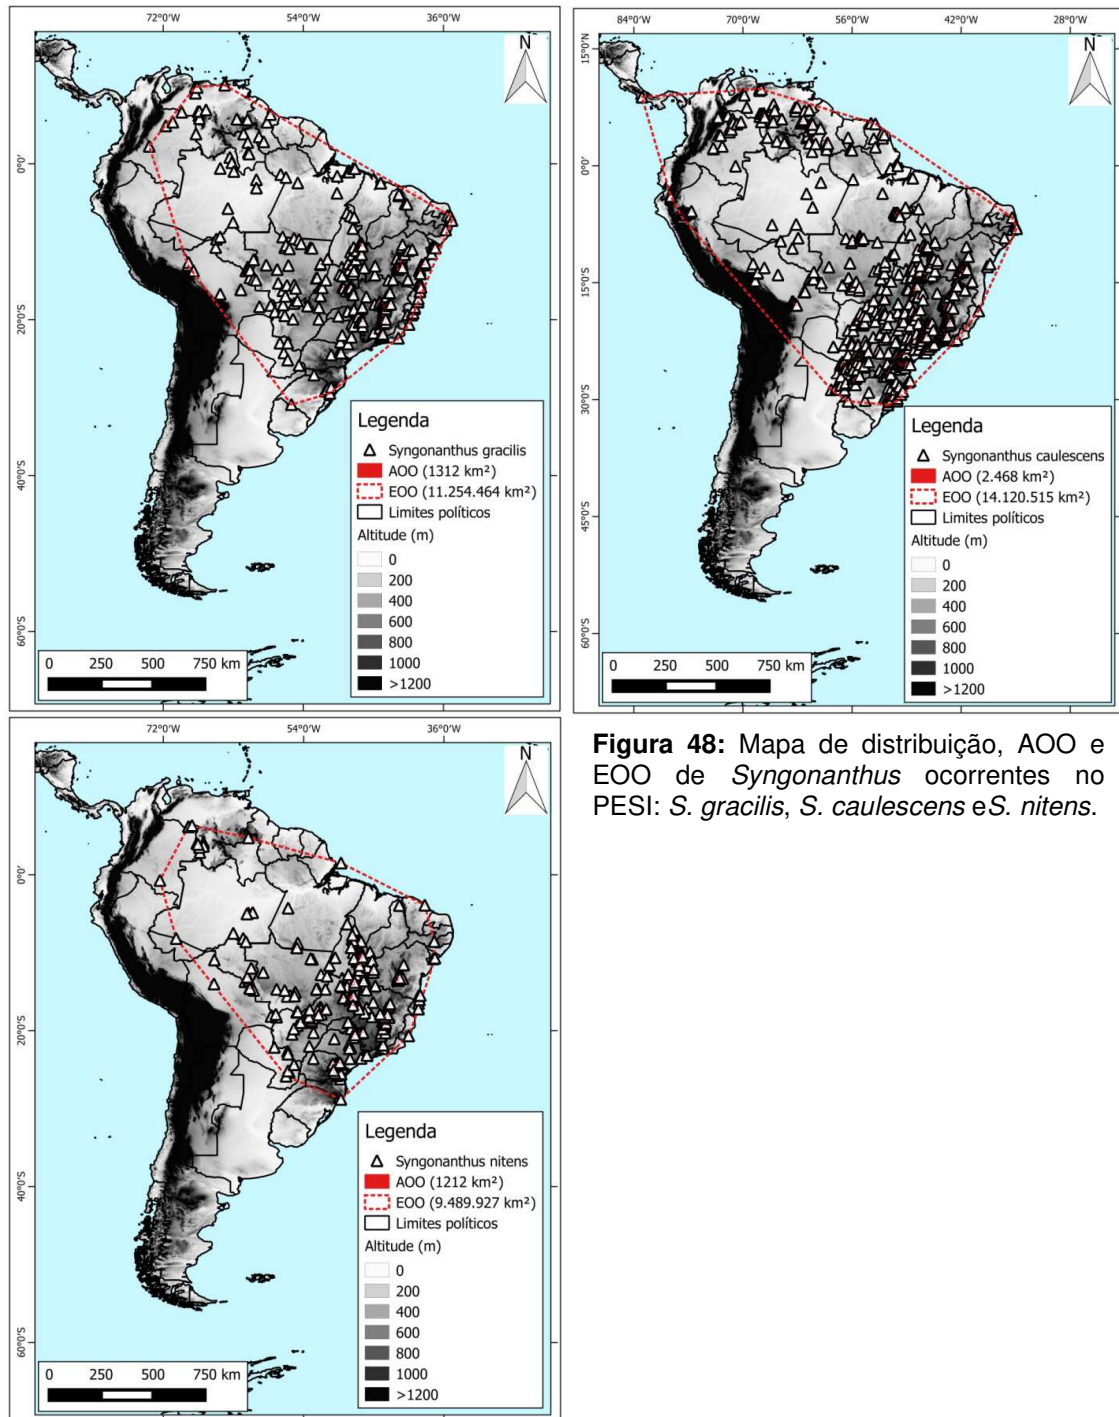 72°0'W 54°0'W 36°0'W
N
0°0'
20°0'S
40°0'S
60°0'S
Legenda
Syngonanthus gracilis
AOO (1312 km²)
EOO (11.254.464 km²)
Limites políticos
Altitude (m)
0
200
400
600
800
1000
>1200
0 250 500 750 km
84°0'W 70°0'W 56°0'W 42°0'W 28°0'W
N
15°0'N
0°0'
15°0'S
30°0'S
45°0'S
60°0'S
Legenda
Syngonanthus caulescens
AOO (2.468 km²)
EOO (14.120.515 km²)
Limites políticos
Altitude (m)
0
200
400
600
800
1000
>1200
0 250 500 750 km
72°0'W 54°0'W 36°0'W
N
0°0'
20°0'S
40°0'S
60°0'S
Legenda
Syngonanthus nitens
AOO (1212 km²)
EOO (9.489.927 km²)
Limites políticos
Altitude (m)
0
200
400
600
800
1000
>1200
0 250 500 750 km
Figura 48: Mapa de distribuição, AOO e
EOO de Syngonanthus ocorrentes no
PESI: S. gracilis, S. caulescens eS. nitens.